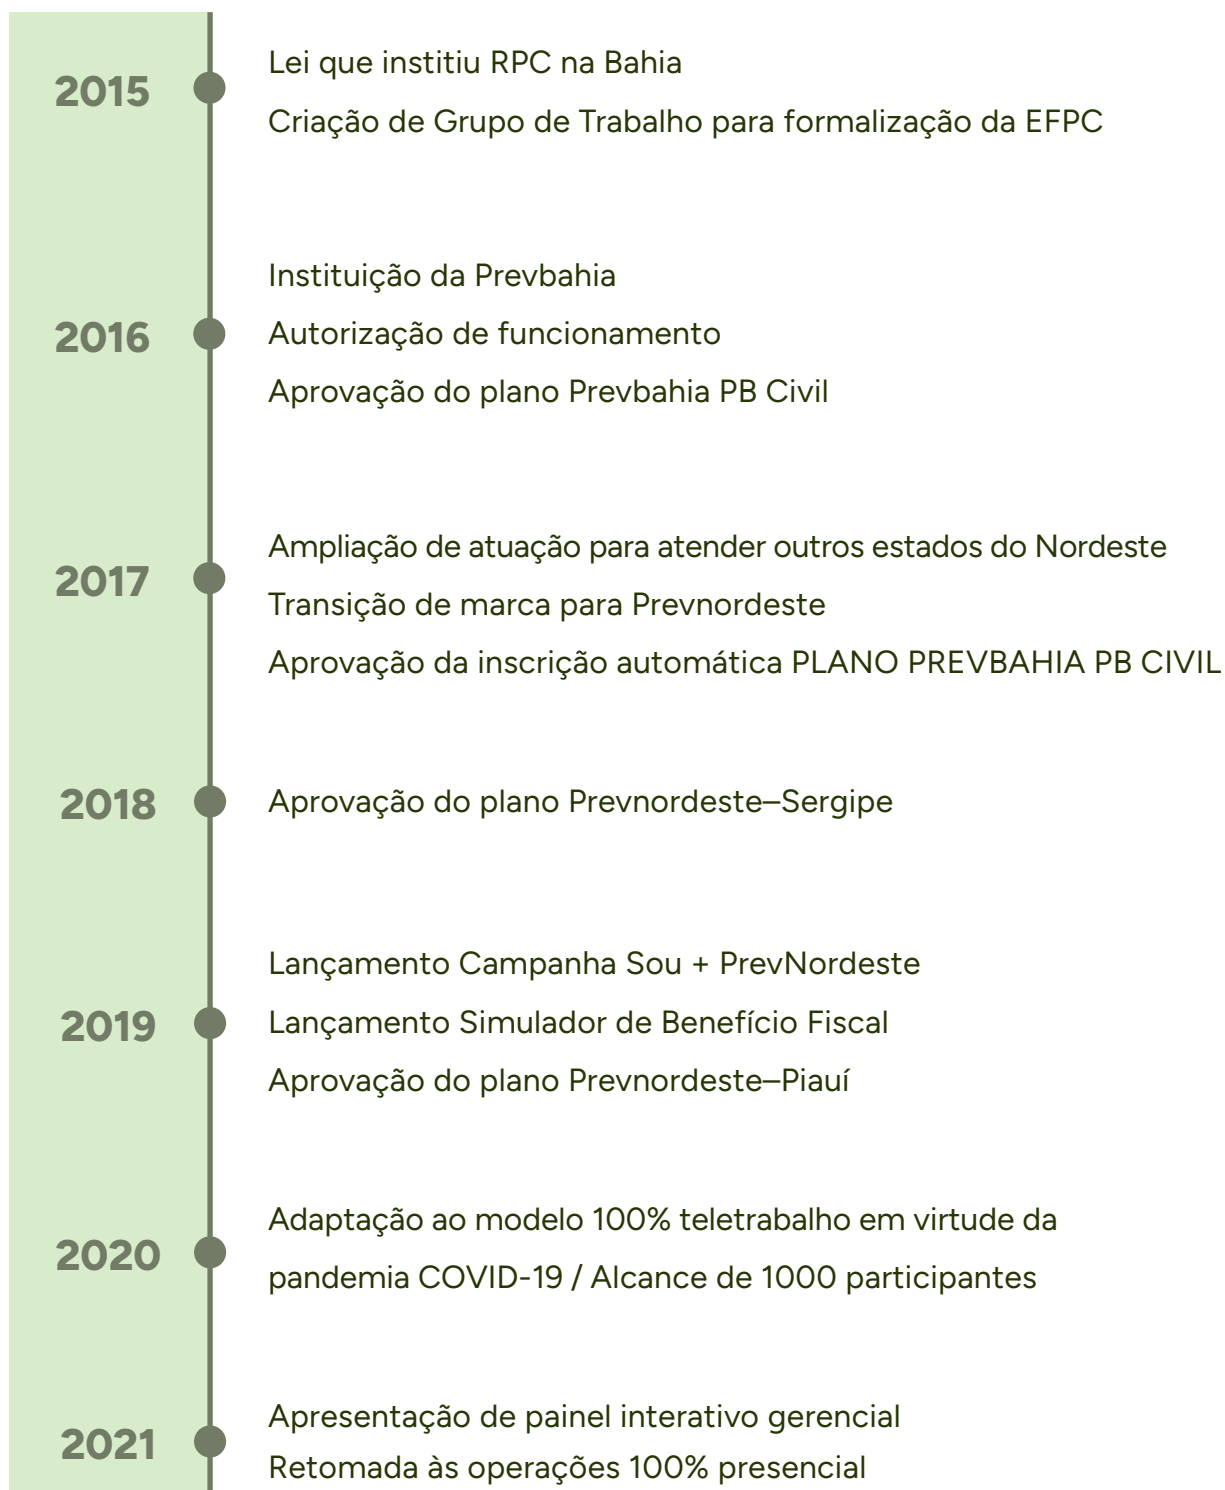 2015
Lei que institiu RPC na Bahia
Criação de Grupo de Trabalho para formalização da EFPC
2016
Instituição da Prevbahia
Autorização de funcionamento
Aprovação do plano Prevbahia PB Civil
2017
Ampliação de atuação para atender outros estados do Nordeste
Transição de marca para Prevnordeste
Aprovação da inscrição automática PLANO PREVBAHIA PB CIVIL
2018
Aprovação do plano Prevnordeste–Sergipe
2019
Lançamento Campanha Sou + PrevNordeste
Lançamento Simulador de Benefício Fiscal
Aprovação do plano Prevnordeste–Piauí
2020
Adaptação ao modelo 100% teletrabalho em virtude da
pandemia COVID-19 / Alcance de 1000 participantes
2021
Apresentação de painel interativo gerencial
Retomada às operações 100% presencial